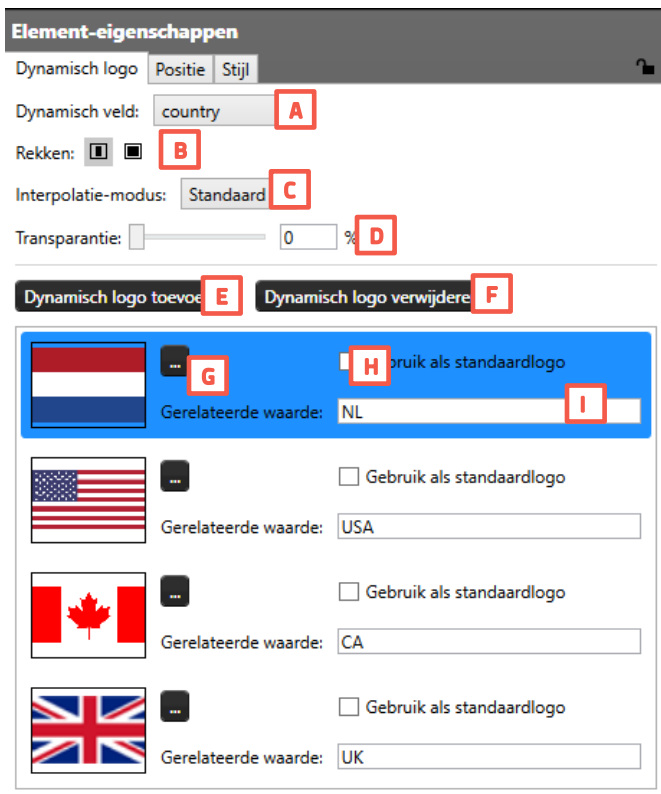 Element-eigenschappen
Dynamisch logo Positie Stijl
Dynamisch veld: country A
Rekken: B
Interpolatie-modus: Standaard C
Transparantie: 0 % D
Dynamisch logo toevoe E Dynamisch logo verwijdere F
... G H bruik als standaardlogo
Gerelateerde waarde: NL I
... Gebruik als standaardlogo
Gerelateerde waarde: USA
... Gebruik als standaardlogo
Gerelateerde waarde: CA
... Gebruik als standaardlogo
Gerelateerde waarde: UK